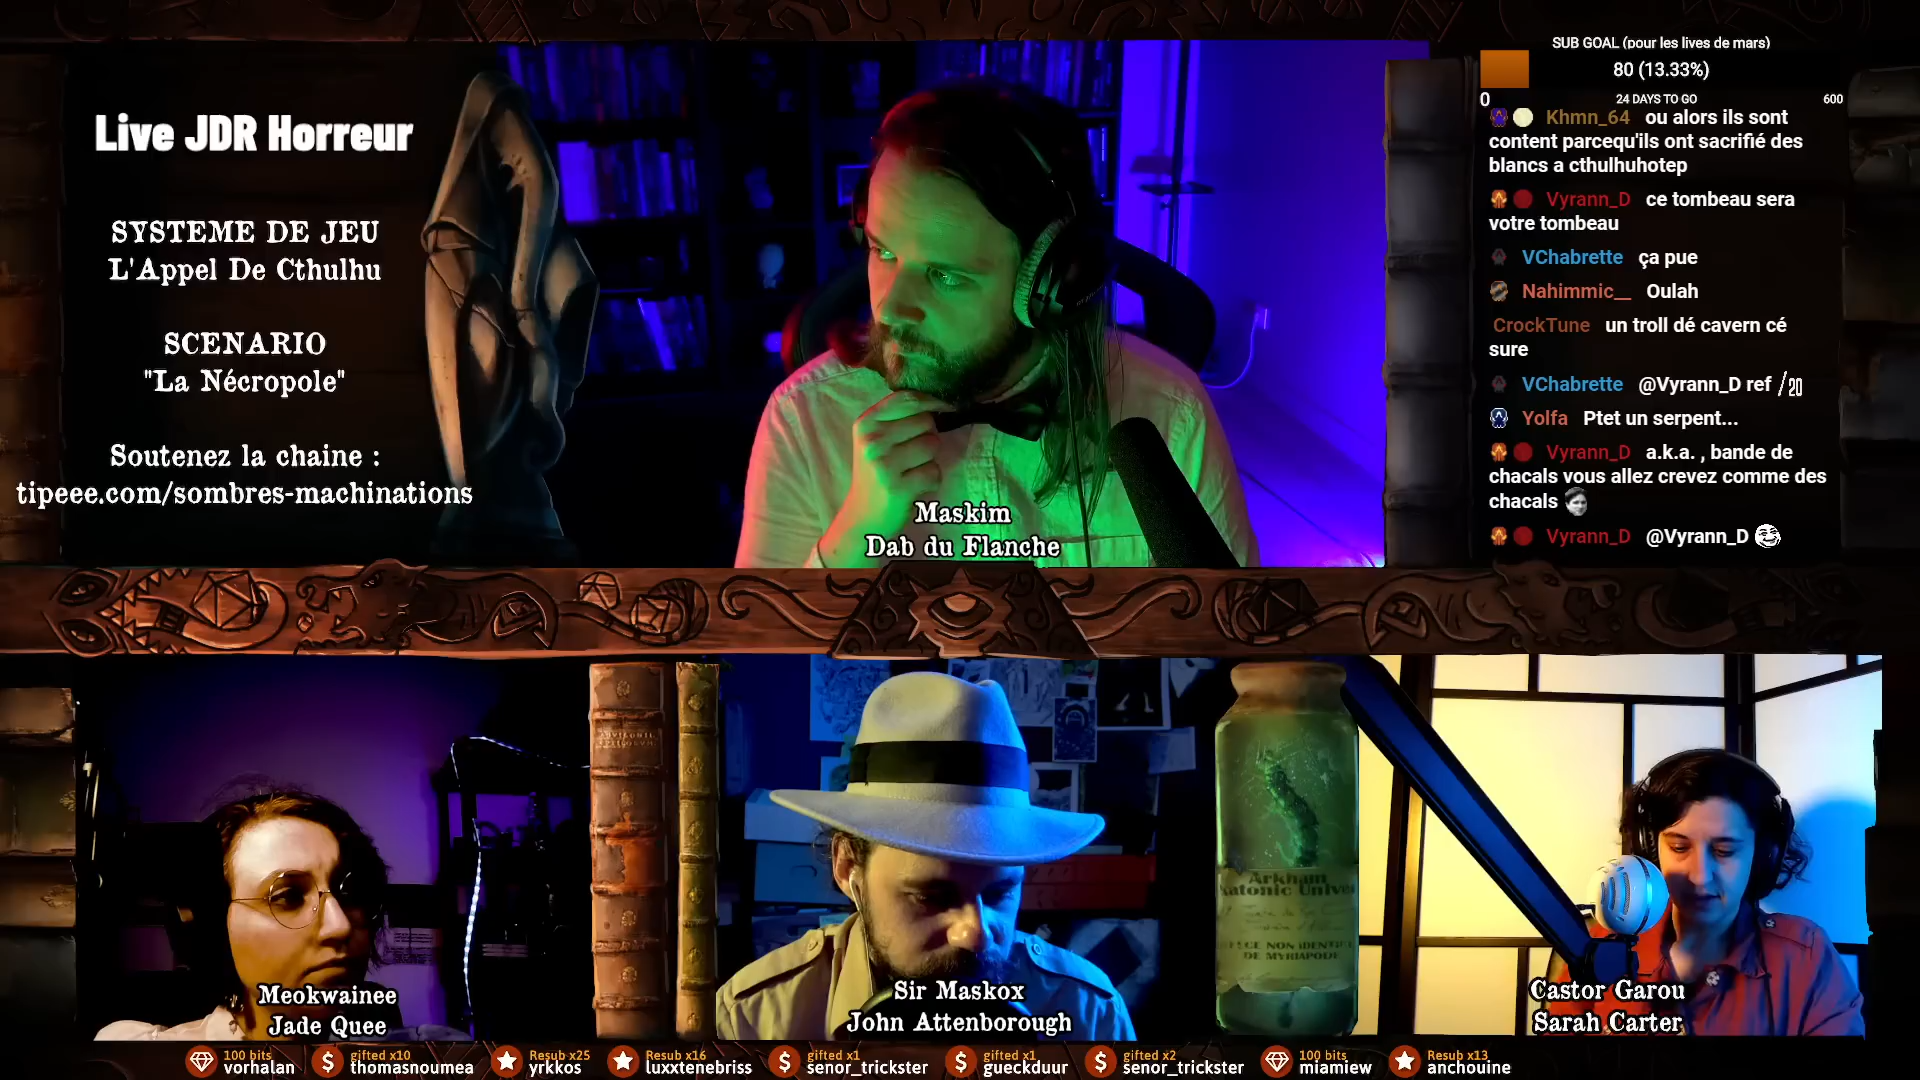 Live JDR Horreur
SYSTEME DE JEU
L'Appel De Cthulhu
SCENARIO
"La Nécropole"
Soutenez la chaine :
tipeee.com/sombres-machinations
Maskim
Dab du Flanche
SUB GOAL (pour les lives de mars)
80 (13.33%)
0
24 DAYS TO GO
600
Khmn_64 ou alors ils sont
content parcequ'ils ont sacrifié des
blancs a cthulhuhotep
Vyrann_D ce tombeau sera
votre tombeau
VChabrette ça pue
Nahimmic__ Oulah
CrockTune un troll dé cavern cé
sure
VChabrette @Vyrann_D ref /20
Yolfa Ptet un serpent...
Vyrann_D a.k.a. , bande de
chacals vous allez crevez comme des
chacals
Vyrann_D @Vyrann_D
Meokwainee
Jade Quee
Sir Maskox
John Attenborough
Arkham
DE MYRIAPODE
Castor Garou
Sarah Carter
100 bits
vorhalan
gifted x10
thomasnoumea
Resub x25
yrkkos
Resub x16
luxxtenebriss
gifted x1
senor_trickster
gifted x1
gueckduur
gifted x2
senor_trickster
100 bits
miamiew
Resub x13
anchouine